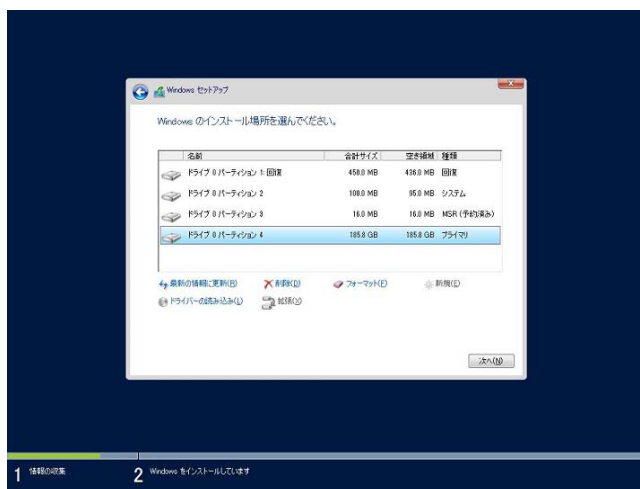 Windows セットアップ
Windows のインストール場所を選んでください。
名前 合計サイズ 空き領域 種類
ドライブ 0 パーティション 1: 回復 450.0 MB 436.0 MB 回復
ドライブ 0 パーティション 2 100.0 MB 95.0 MB システム
ドライブ 0 パーティション 3 16.0 MB 16.0 MB MSR (予約済み)
ドライブ 0 パーティション 4 185.8 GB 185.8 GB プライマリ
最新の情報に更新(R) 削除(D) フォーマット(F) 新規(E)
ドライバーの読み込み(L) 拡張(X)
次へ(N)
1 情報の収集 2 Windows をインストールしています